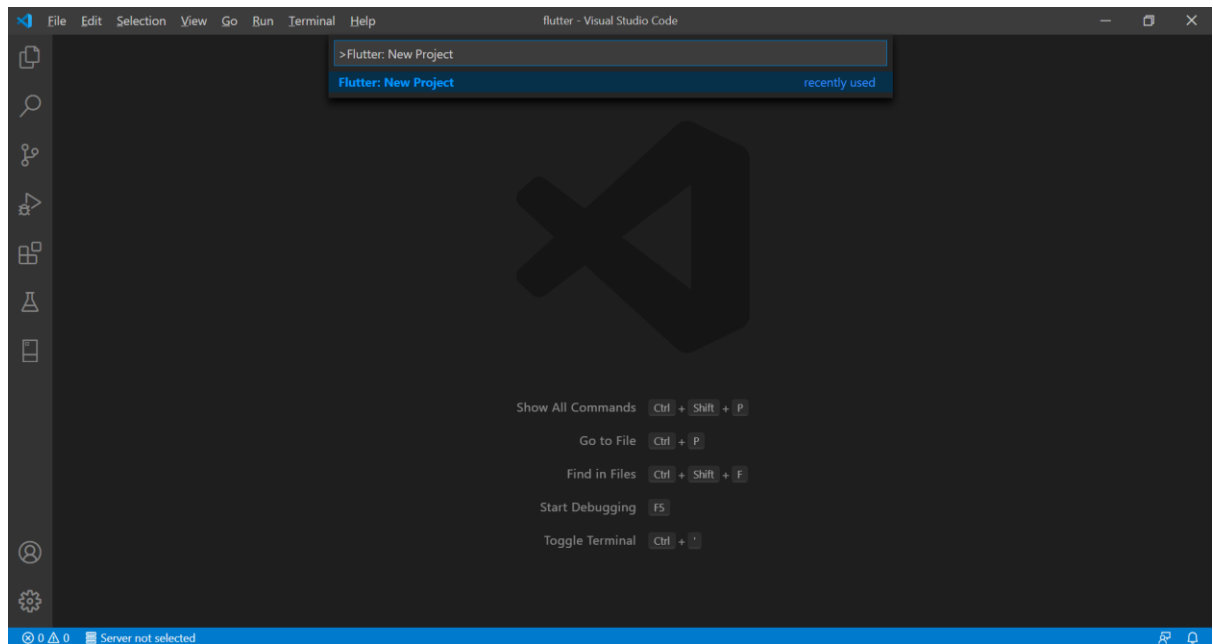 File Edit Selection View Go Run Terminal Help flutter - Visual Studio Code
>Flutter: New Project
Flutter: New Project recently used
Show All Commands Ctrl + Shift + P
Go to File Ctrl + P
Find in Files Ctrl + Shift + F
Start Debugging F5
Toggle Terminal Ctrl + '
0 0 Server not selected